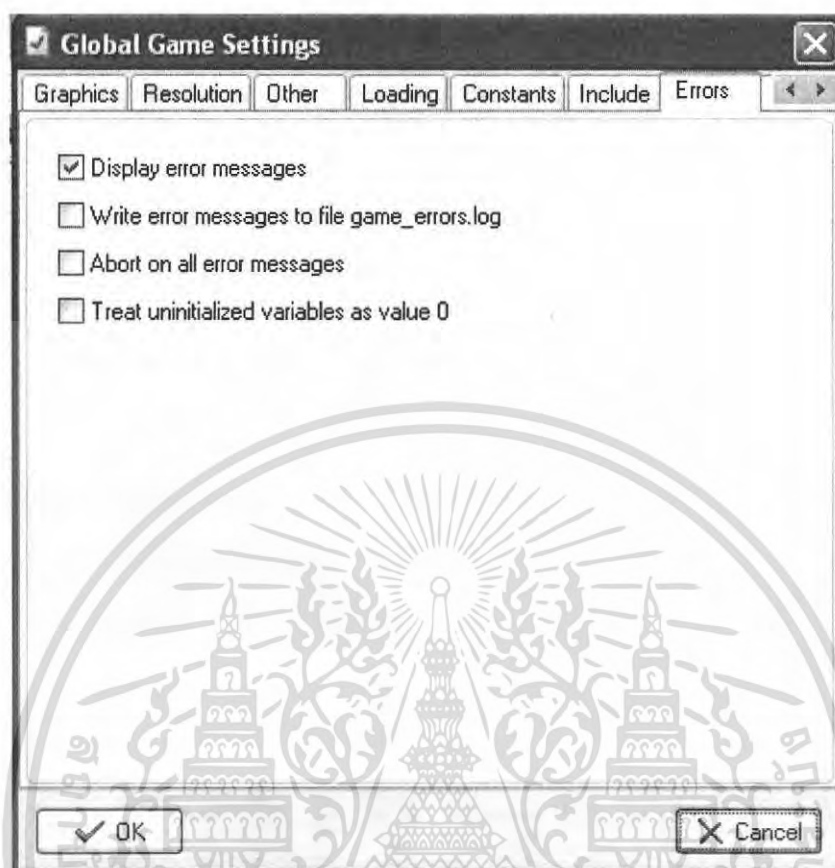 Global Game Settings
Graphics Resolution Other Loading Constants Include Errors
Display error messages
Write error messages to file game_errors.log
Abort on all error messages
Treat uninitialized variables as value 0
OK Cancel